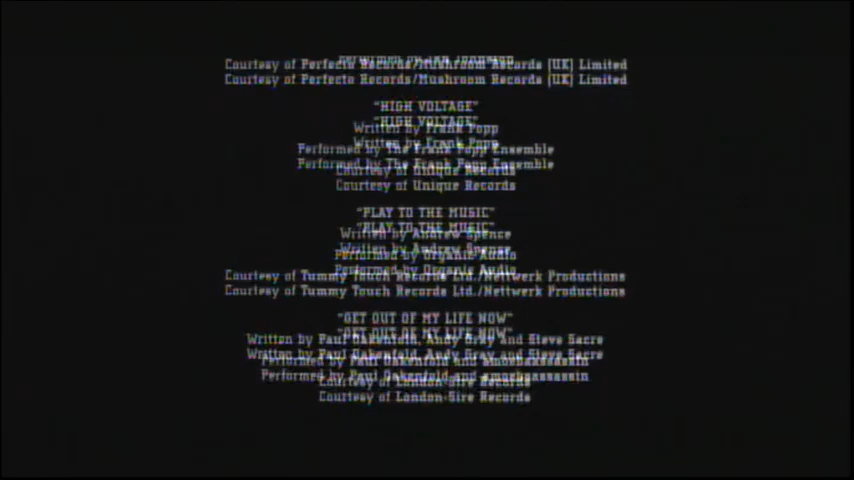 Courtesy of Perfecto Records/Mushroom Records [UK] Limited
"HIGH VOLTAGE"
Written by Frank Popp
Performed by The Frank Popp Ensemble
Courtesy of Unique Records
"PLAY TO THE MUSIC"
Written by Andrew Spence
Performed by Organic Audio
Courtesy of Tummy Touch Records Ltd./Nettwerk Productions
"GET OUT OF MY LIFE NOW"
Written by Paul Oakenfold, Andy Gray and Steve Sacre
Performed by Paul Oakenfold and amoebaassassin
Courtesy of London-Sire Records